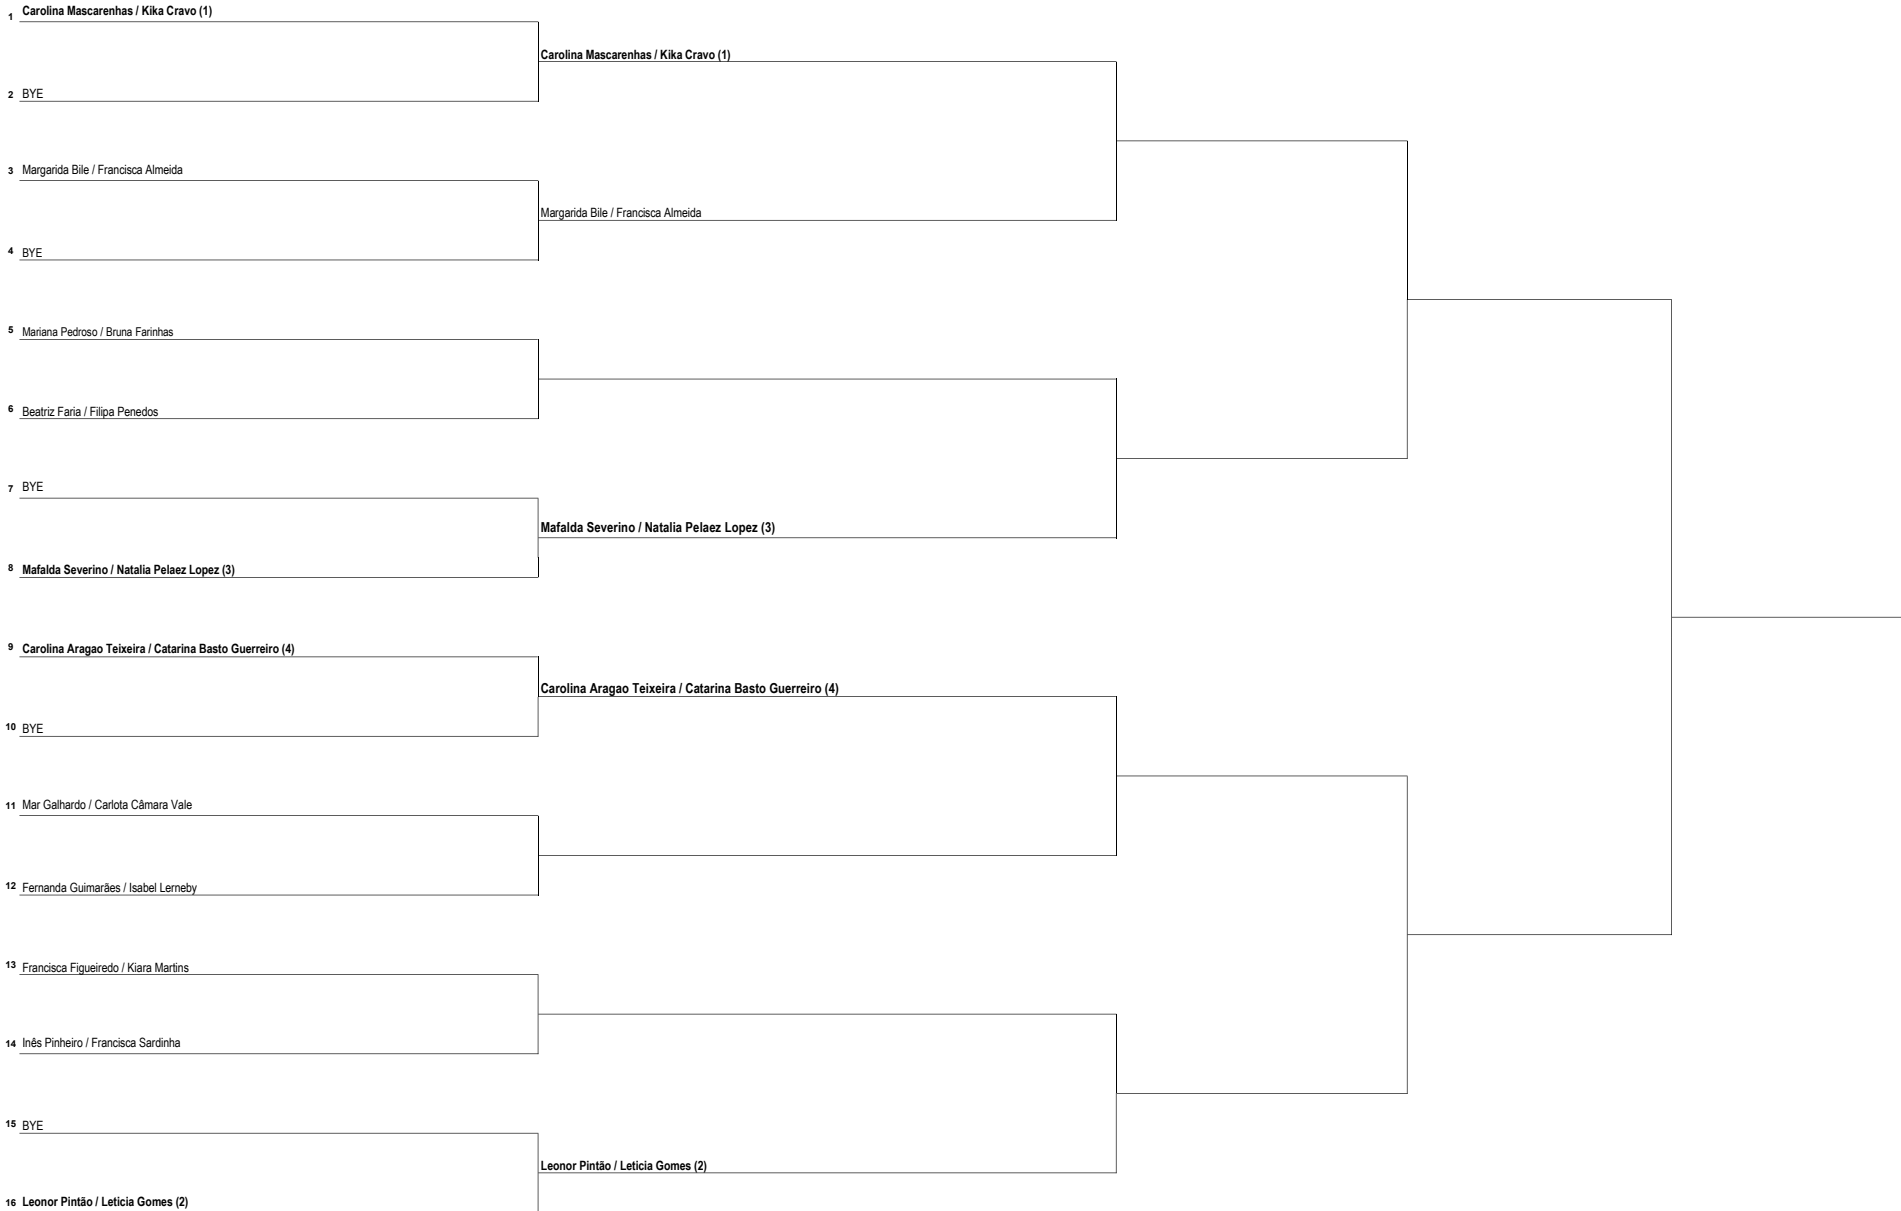 1 Carolina Mascarenhas / Kika Cravo (1)
Carolina Mascarenhas / Kika Cravo (1)
2 BYE
3 Margarida Bile / Francisca Almeida
Margarida Bile / Francisca Almeida
4 BYE
5 Mariana Pedroso / Bruna Farinhas
6 Beatriz Faria / Filipa Penedos
7 BYE
Mafalda Severino / Natalia Pelaez Lopez (3)
8 Mafalda Severino / Natalia Pelaez Lopez (3)
9 Carolina Aragao Teixeira / Catarina Basto Guerreiro (4)
Carolina Aragao Teixeira / Catarina Basto Guerreiro (4)
10 BYE
11 Mar Galhardo / Carlota Câmara Vale
12 Fernanda Guimarães / Isabel Lerneby
13 Francisca Figueiredo / Kiara Martins
14 Inês Pinheiro / Francisca Sardinha
15 BYE
Leonor Pintão / Leticia Gomes (2)
16 Leonor Pintão / Leticia Gomes (2)